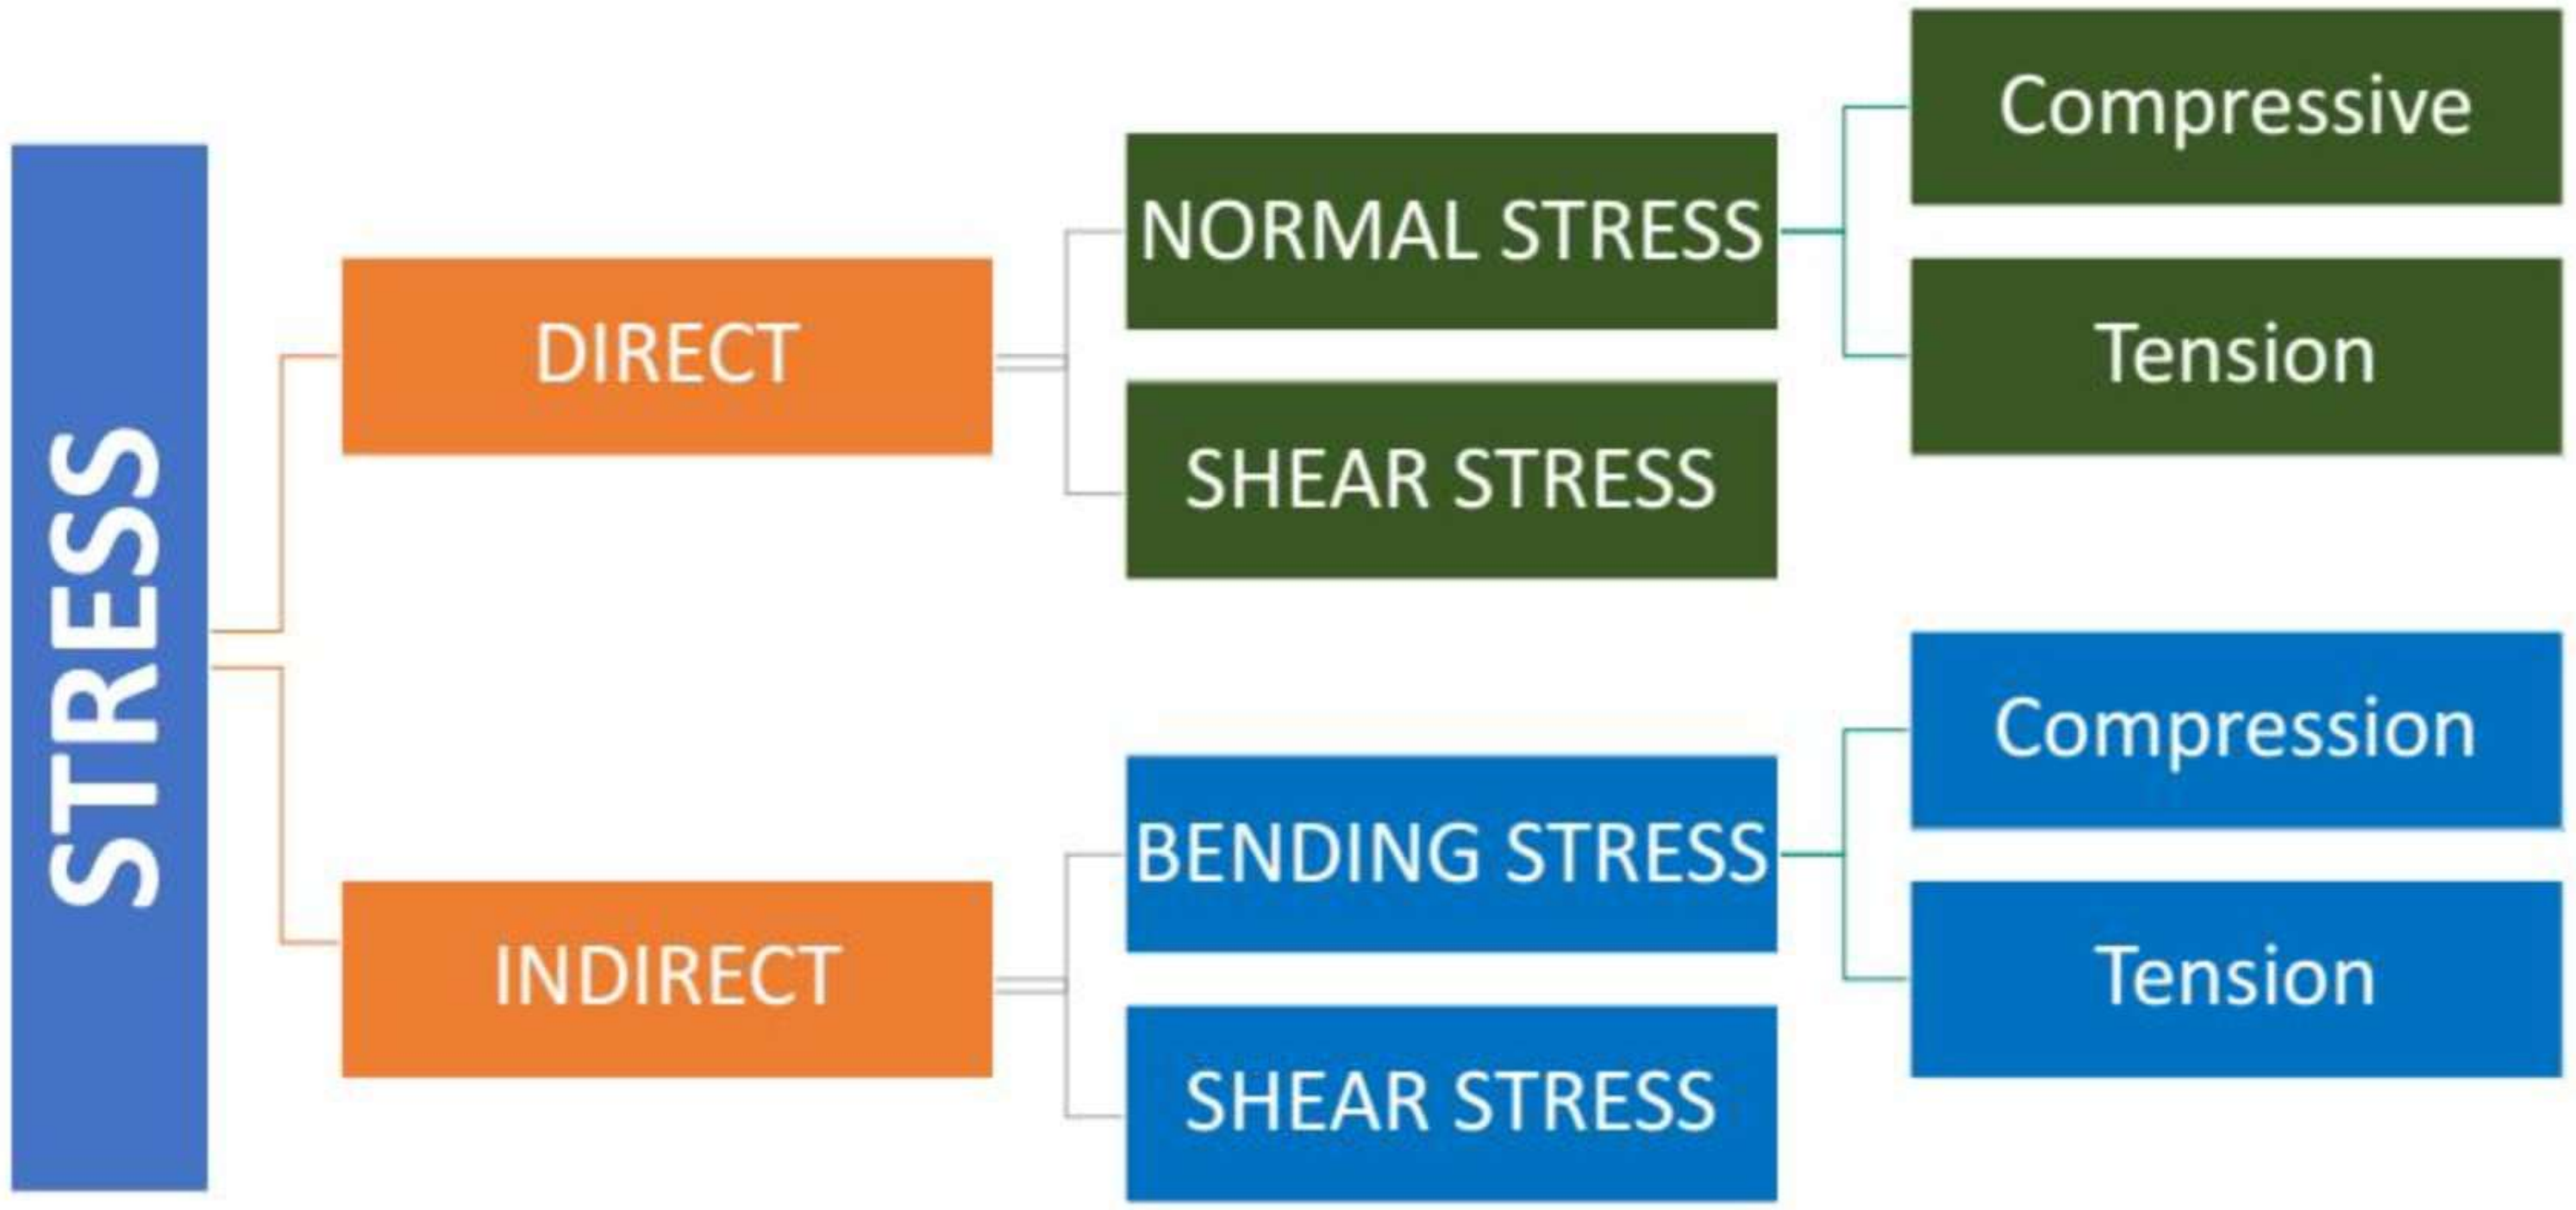 STRESS
DIRECT
NORMAL STRESS
Compressive
Tension
SHEAR STRESS
INDIRECT
BENDING STRESS
Compression
Tension
SHEAR STRESS